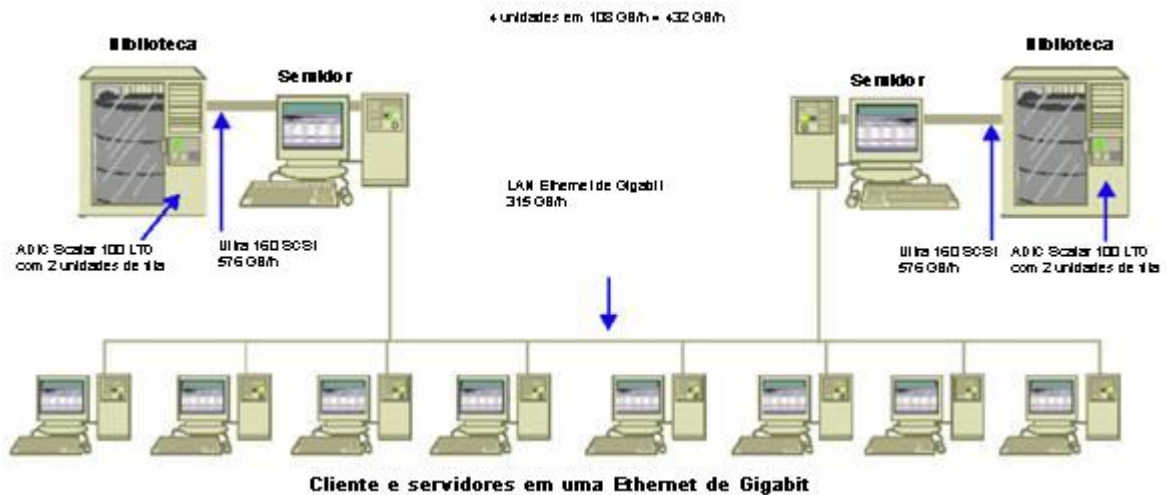 4 unidades em 108 GB/h = 432 GB/h
Biblioteca
Servidor
Biblioteca
Servidor
LAN Ethernet de Gigabit
315 GB/h
ADIC Scalar 100 LTO
com 2 unidades de fita
Ultra 160 SCSI
576 GB/h
Ultra 160 SCSI
576 GB/h
ADIC Scalar 100 LTO
com 2 unidades de fita
Cliente e servidores em uma Ethernet de Gigabit